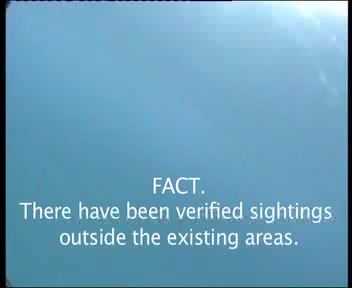 FACT.
There have been verified sightings
outside the existing areas.